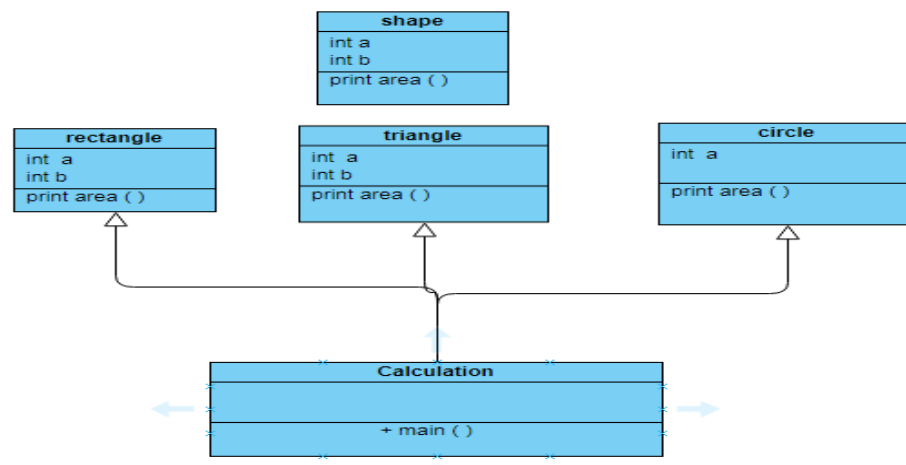 shape
int a
int b
print area ( )
rectangle
int a
int b
print area ( )
triangle
int a
int b
print area ( )
circle
int a
print area ( )
Calculation
+ main ( )